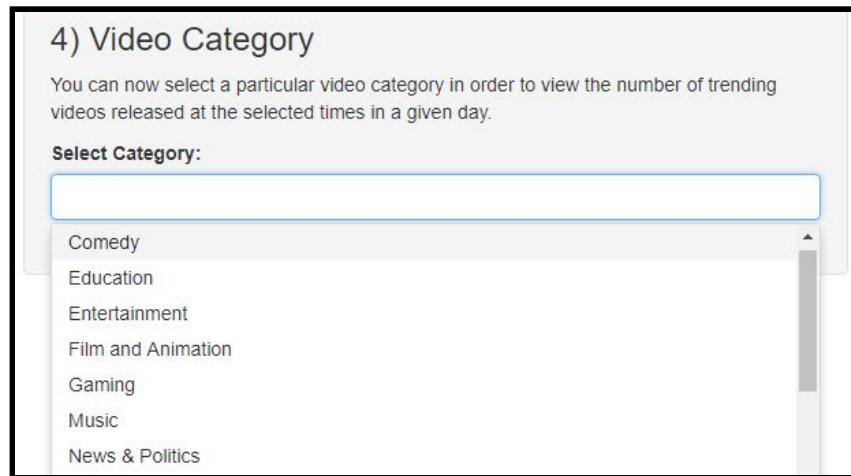 4) Video Category
You can now select a particular video category in order to view the number of trending
videos released at the selected times in a given day.
Select Category:
Comedy
Education
Entertainment
Film and Animation
Gaming
Music
News & Politics